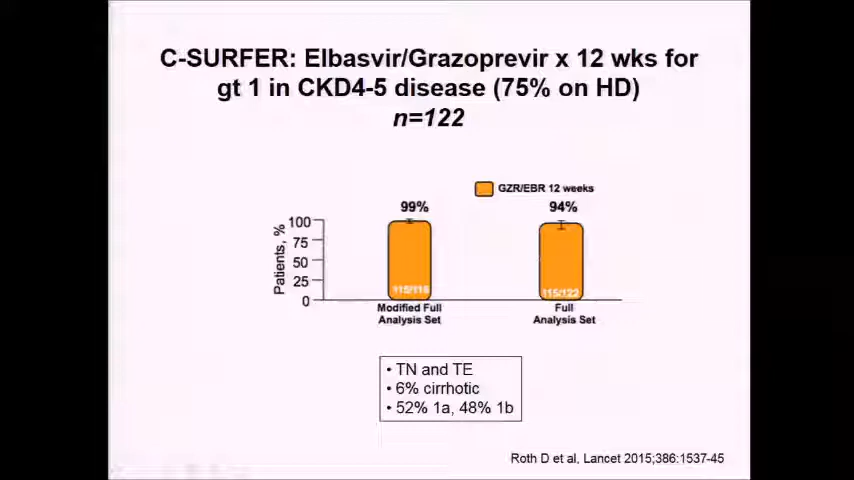 C-SURFER: Elbasvir/Grazoprevir x 12 wks for
gt 1 in CKD4-5 disease (75% on HD)
n=122
GZR/EBR 12 weeks
99%
94%
Patients, %
100
75
50
25
0
115/116
115/122
Modified Full
Analysis Set
Full
Analysis Set
• TN and TE
• 6% cirrhotic
• 52% 1a, 48% 1b
Roth D et al, Lancet 2015;386:1537-45